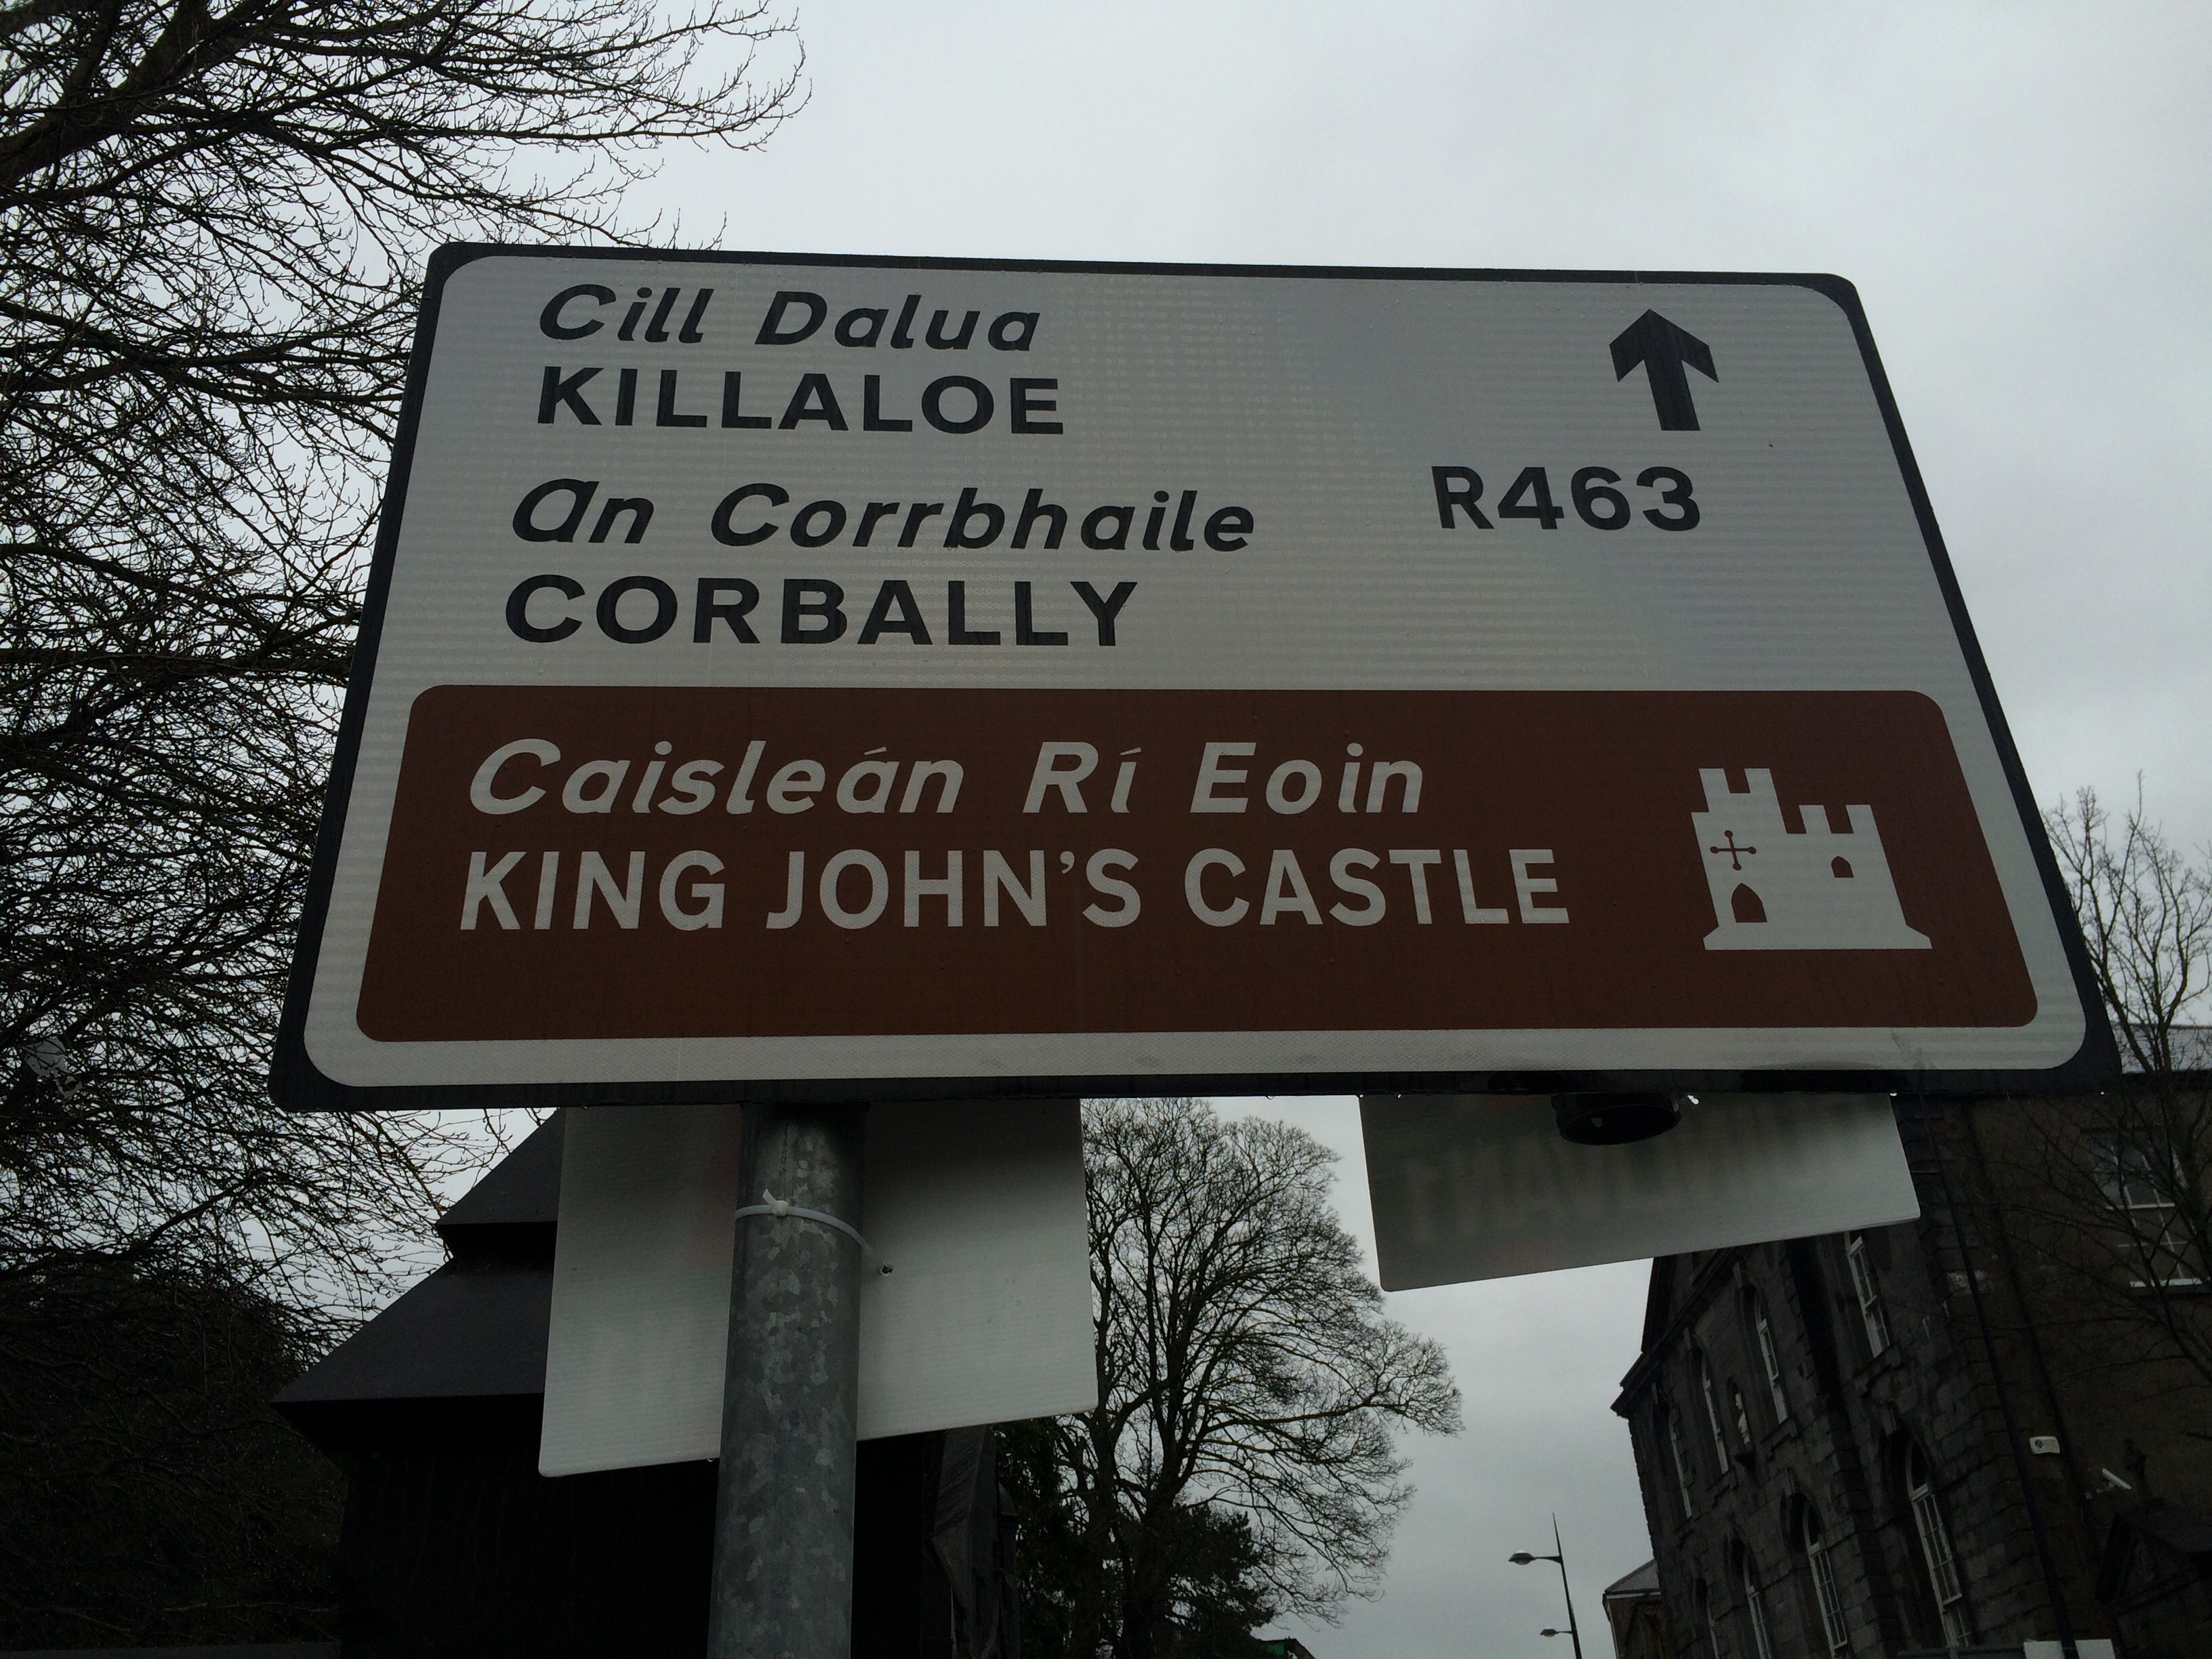 Cill Dalua
KILLALOE
An Corrbhaile
R463
CORBALLY
Caisleán Rí Eoin
KING JOHN'S CASTLE